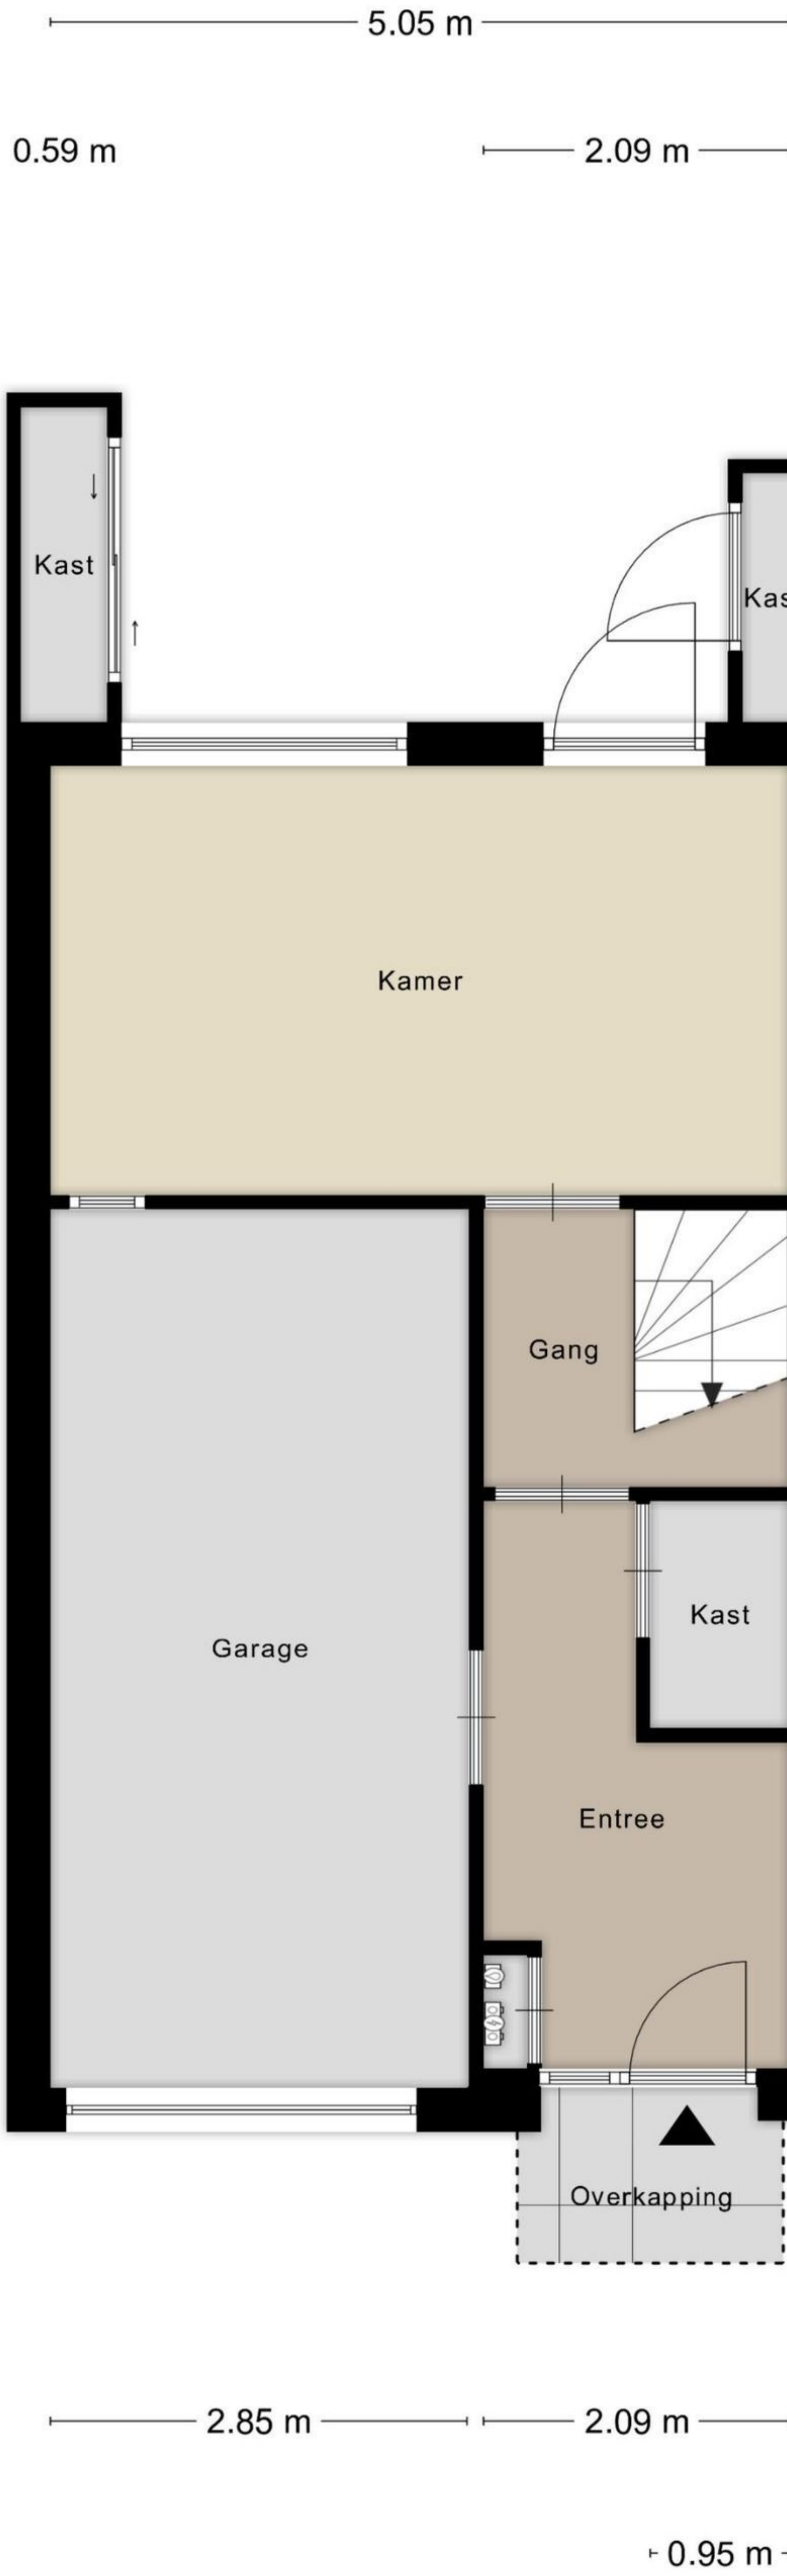 5.05 m
0.59 m
2.09 m
Kast
Kas
Kamer
Gang
Kast
Garage
Entree
Overkapping
2.85 m
2.09 m
0.95 m